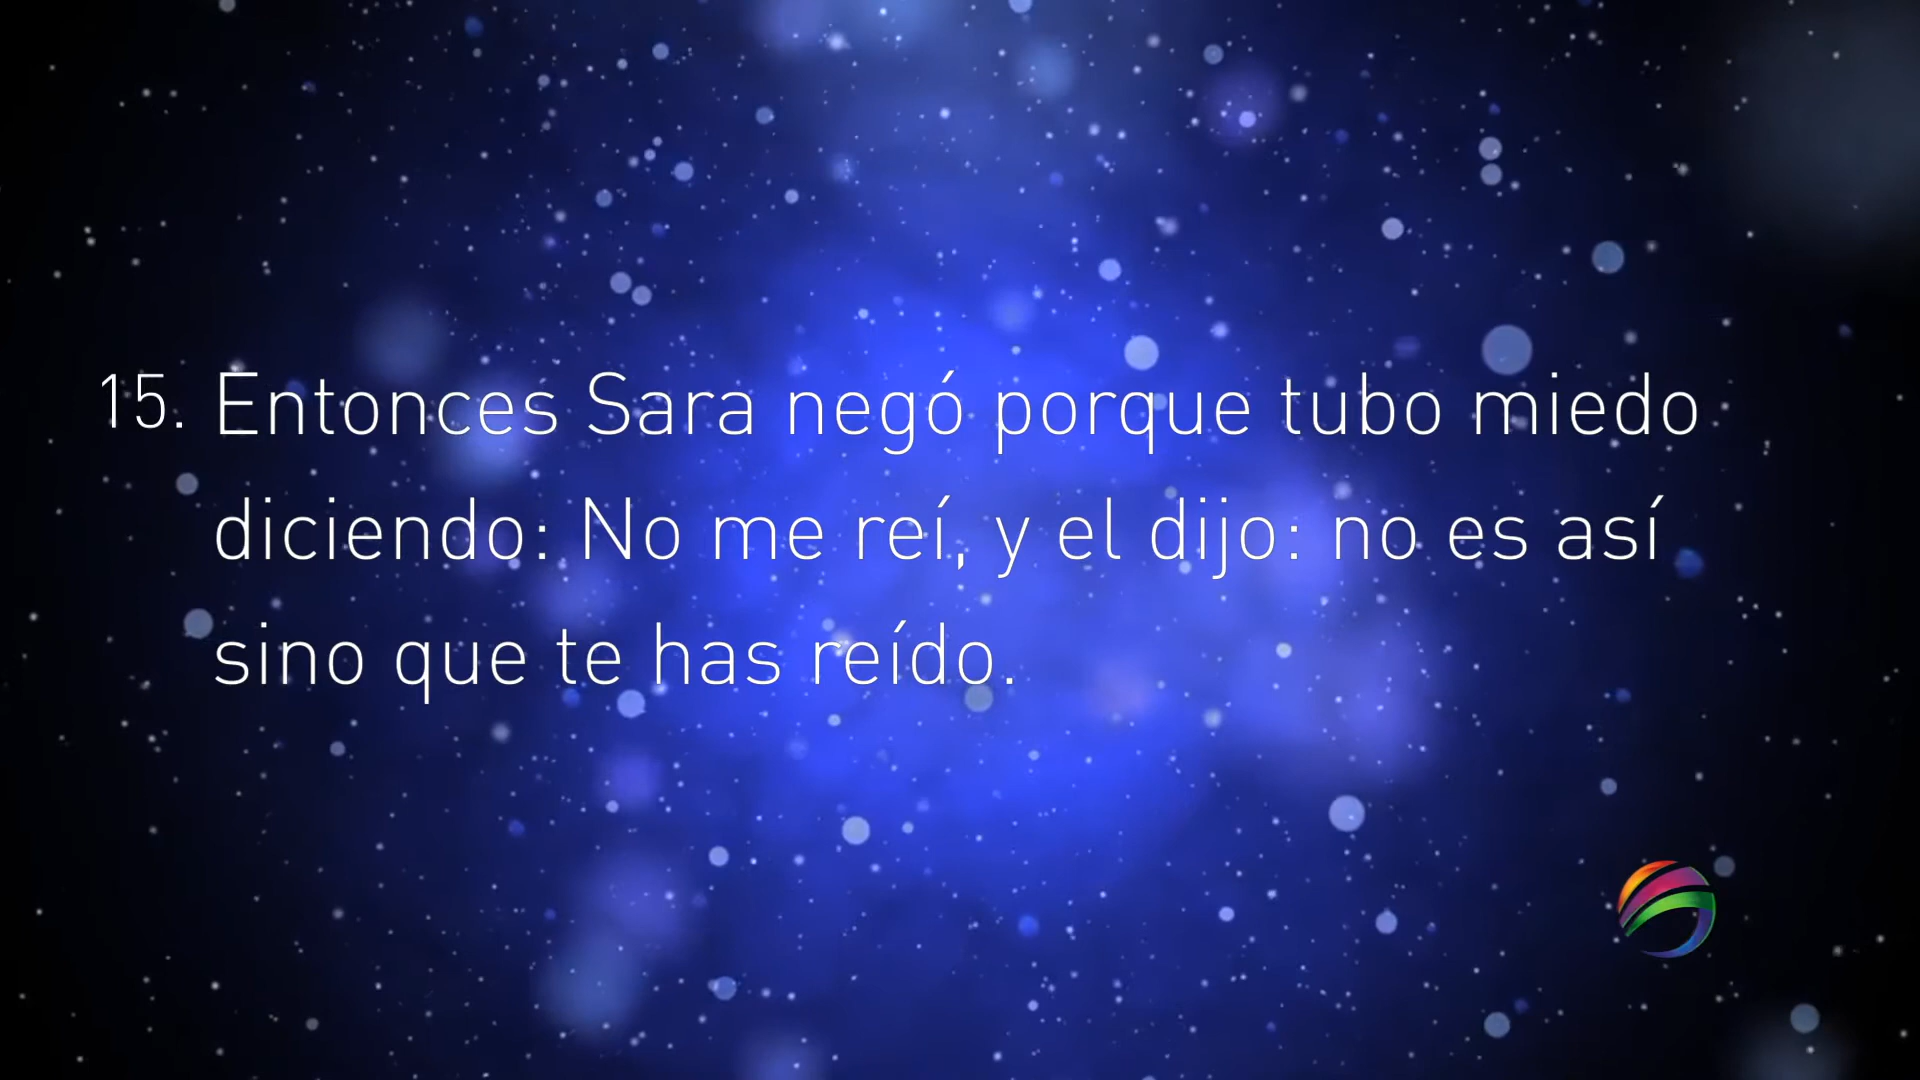 15. Entonces Sara negó porque tubo miedo
diciendo: No me reí, y el dijo: no es así
sino que te has reído.